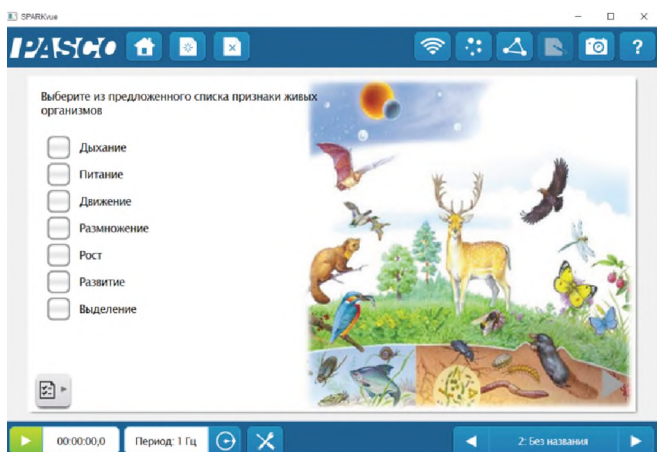 SPARKvue
PASCO
?
Выберите из предложенного списка признаки живых
организмов
Дыхание
Питание
Движение
Размножение
Рост
Развитие
Выделение
00:00:00,0
Период: 1 Гц
2: Без названия